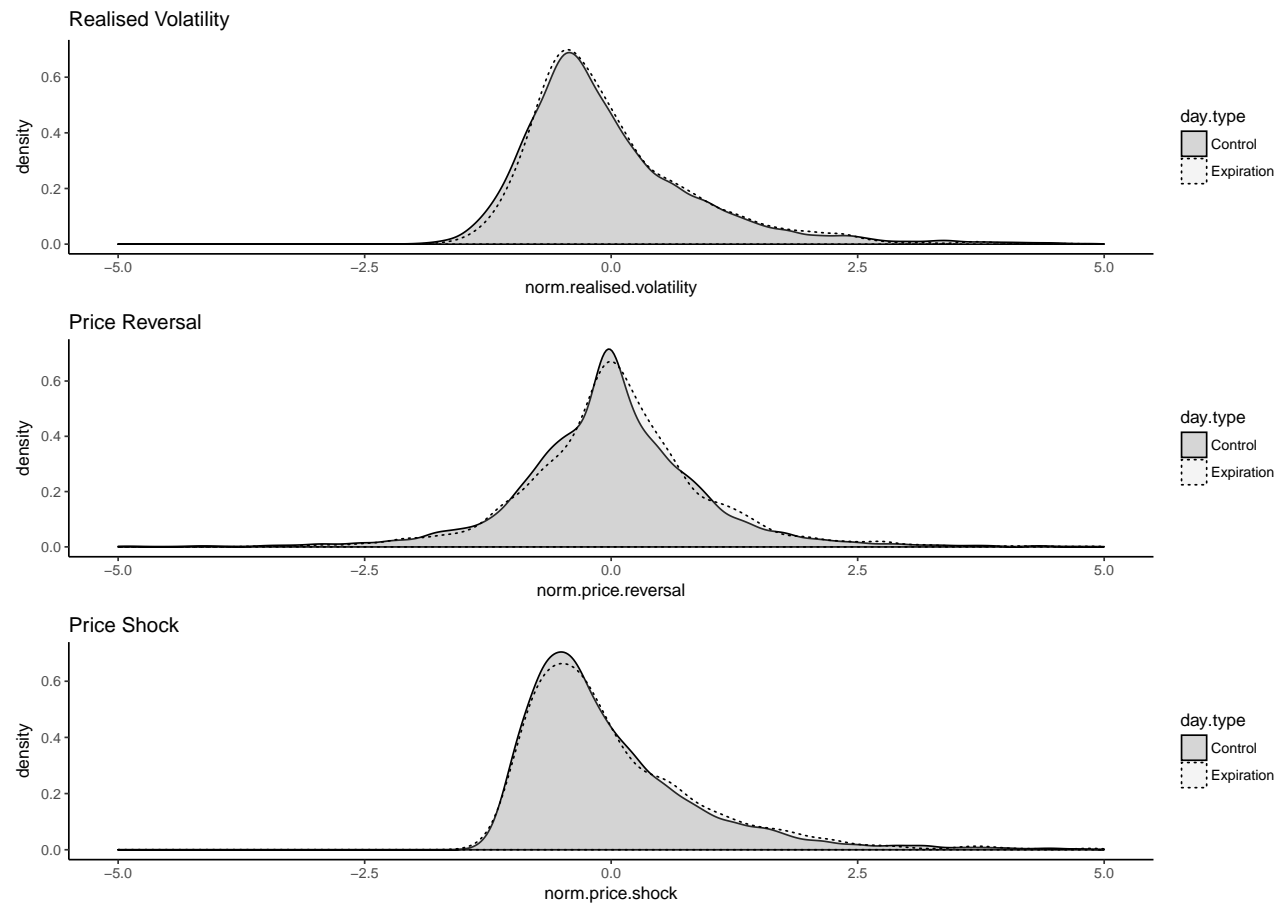 Realised Volatility
density
0.6
0.4
0.2
0.0
−5.0 −2.5 0.0 2.5 5.0
norm.realised.volatility
day.type
Control
Expiration
Price Reversal
density
0.6
0.4
0.2
0.0
−5.0 −2.5 0.0 2.5 5.0
norm.price.reversal
day.type
Control
Expiration
Price Shock
density
0.6
0.4
0.2
0.0
−5.0 −2.5 0.0 2.5 5.0
norm.price.shock
day.type
Control
Expiration